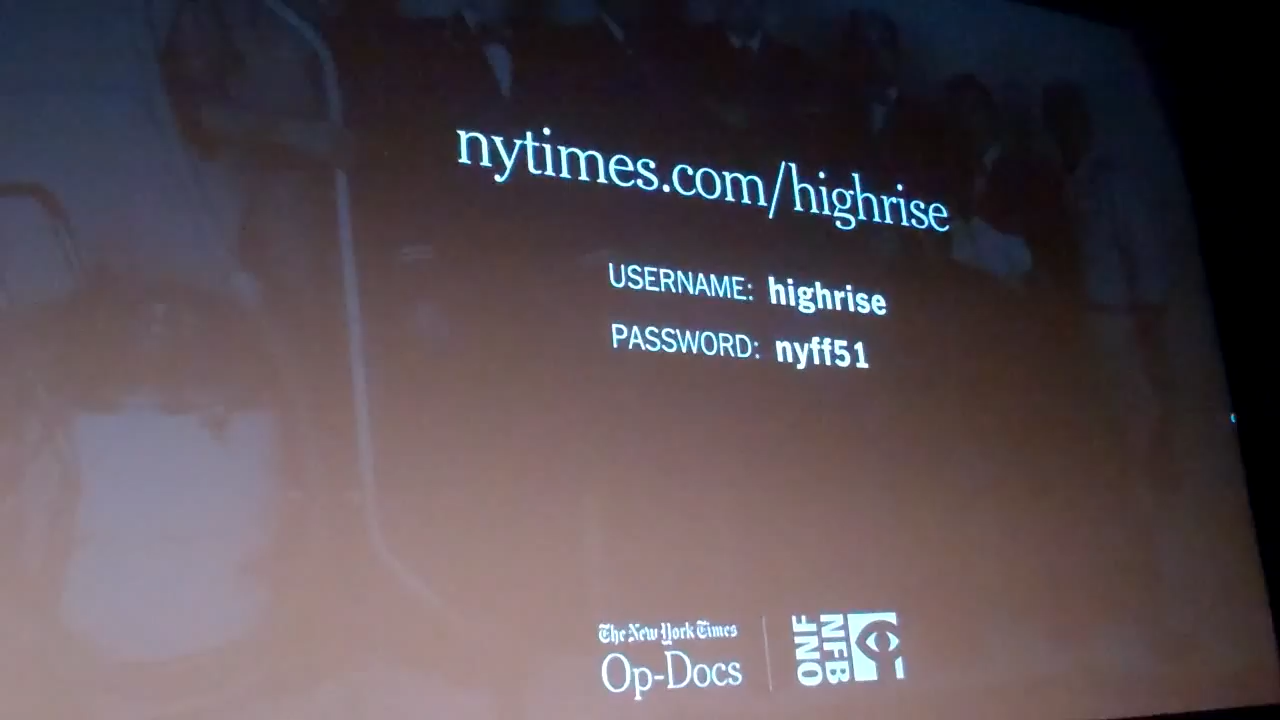 nytimes.com/highrise
USERNAME: highrise
PASSWORD: nyff51
The New York Times
Op-Docs
ONF
NFB